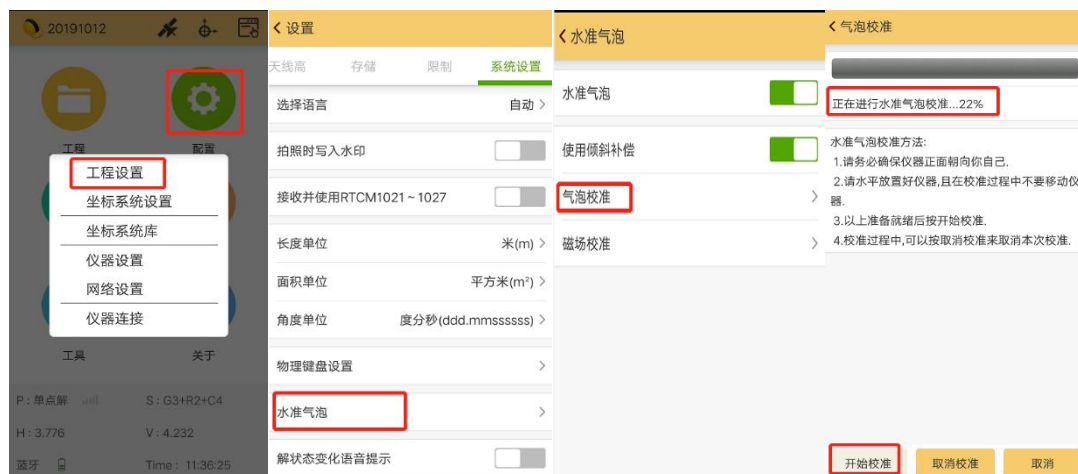 20191012
工程
配置
工程设置
坐标系统设置
坐标系统库
仪器设置
网络设置
仪器连接
工具
关于
P : 单点解
S : G3+R2+C4
H : 3.776
V : 4.232
蓝牙
Time : 11:36:25
设置
天线高
存储
限制
系统设置
选择语言
自动
拍照时写入水印
接收并使用RTCM1021～1027
长度单位
米(m)
面积单位
平方米(m²)
角度单位
度分秒(ddd.mmssssss)
物理键盘设置
水准气泡
解状态变化语音提示
水准气泡
水准气泡
使用倾斜补偿
气泡校准
磁场校准
气泡校准
正在进行水准气泡校准...22%
水准气泡校准方法:
1.请务必确保仪器正面朝向你自己.
2.请水平放置好仪器,且在校准过程中不要移动仪
器.
3.以上准备就绪后按开始校准.
4.校准过程中,可以按取消校准来取消本次校准.
开始校准
取消校准
取消